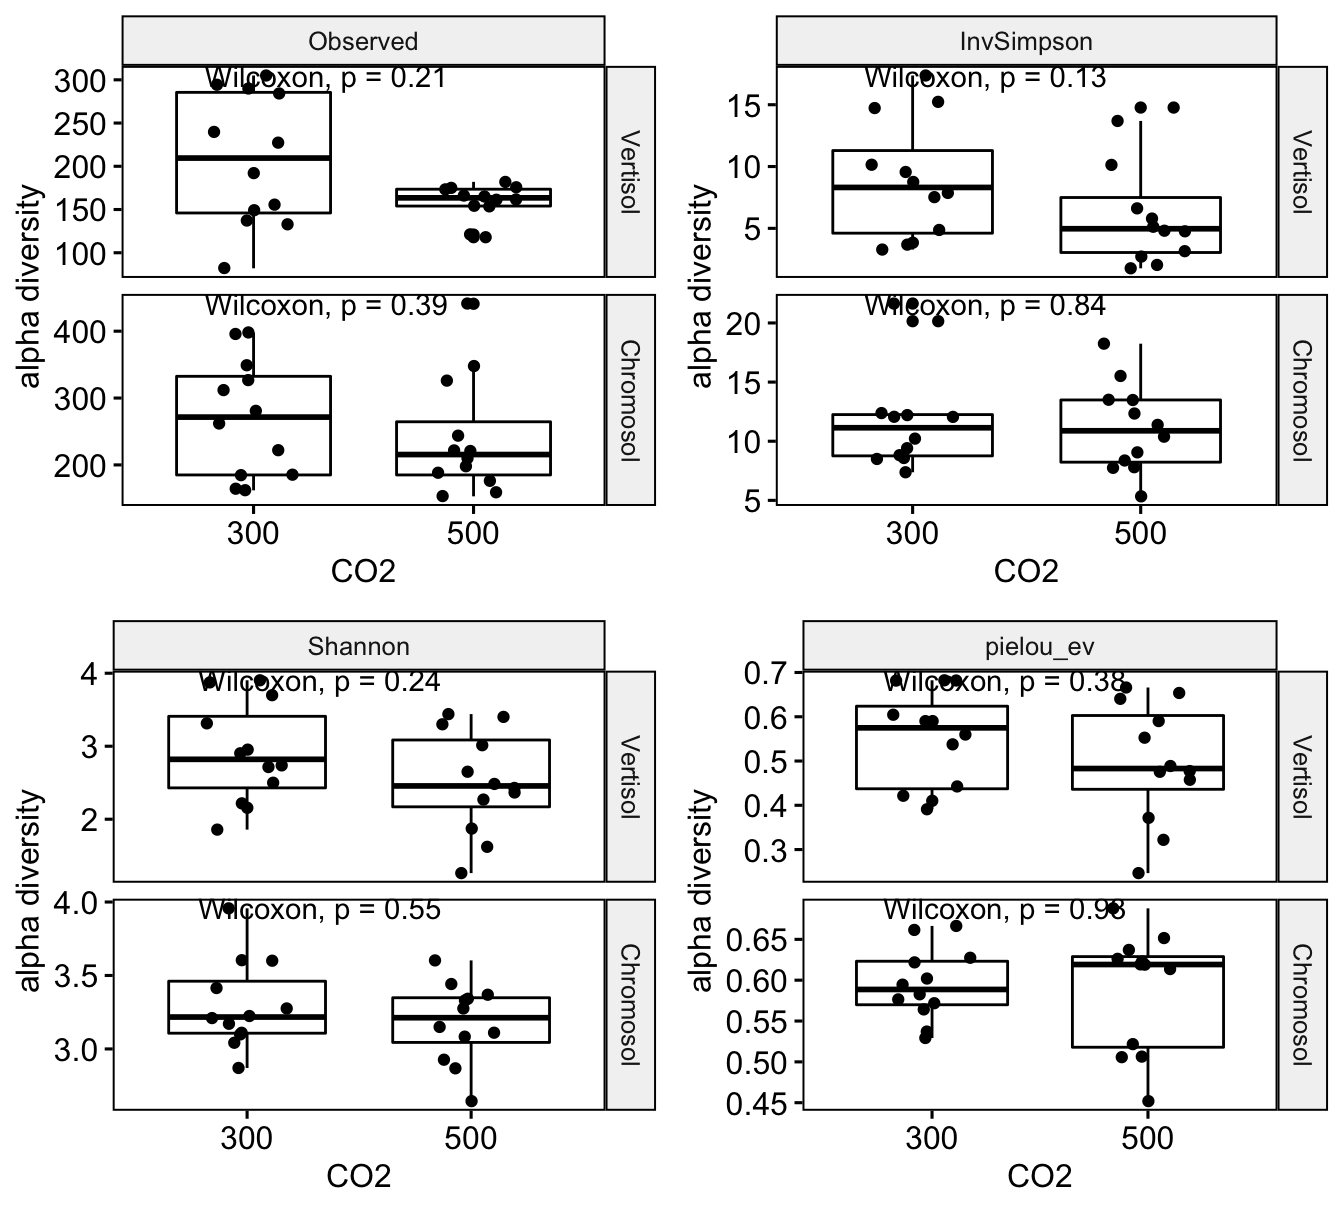 Observed
Wilcoxon, p = 0.21
300
250
200
150
100
Vertisol
alpha diversity
Wilcoxon, p = 0.39
400
300
200
Chromosol
300
500
CO2
InvSimpson
Wilcoxon, p = 0.13
15
10
5
Vertisol
alpha diversity
Wilcoxon, p = 0.84
20
15
10
5
Chromosol
300
500
CO2
Shannon
Wilcoxon, p = 0.24
4
3
2
Vertisol
alpha diversity
Wilcoxon, p = 0.55
4.0
3.5
3.0
Chromosol
300
500
CO2
pielou_ev
Wilcoxon, p = 0.38
0.7
0.6
0.5
0.4
0.3
Vertisol
alpha diversity
Wilcoxon, p = 0.98
0.65
0.60
0.55
0.50
0.45
Chromosol
300
500
CO2